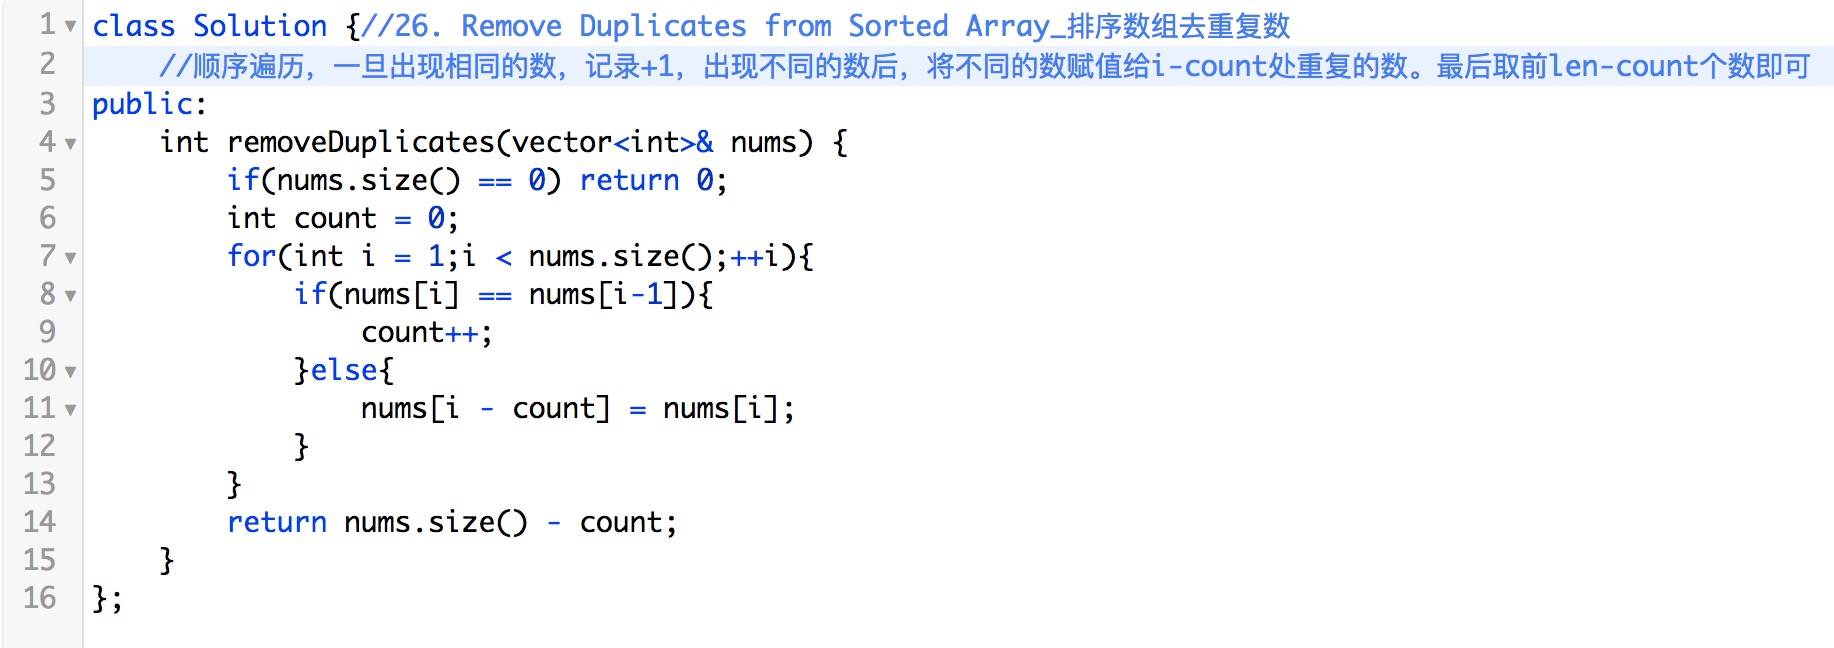 1 class Solution {//26. Remove Duplicates from Sorted Array_排序数组去重复数
2     //顺序遍历，一旦出现相同的数，记录+1，出现不同的数后，将不同的数赋值给i-count处重复的数。最后取前len-count个数即可
3 public:
4     int removeDuplicates(vector<int>& nums) {
5         if(nums.size() == 0) return 0;
6         int count = 0;
7         for(int i = 1;i < nums.size();++i){
8             if(nums[i] == nums[i-1]){
9                 count++;
10             }else{
11                 nums[i - count] = nums[i];
12             }
13         }
14         return nums.size() - count;
15     }
16 };